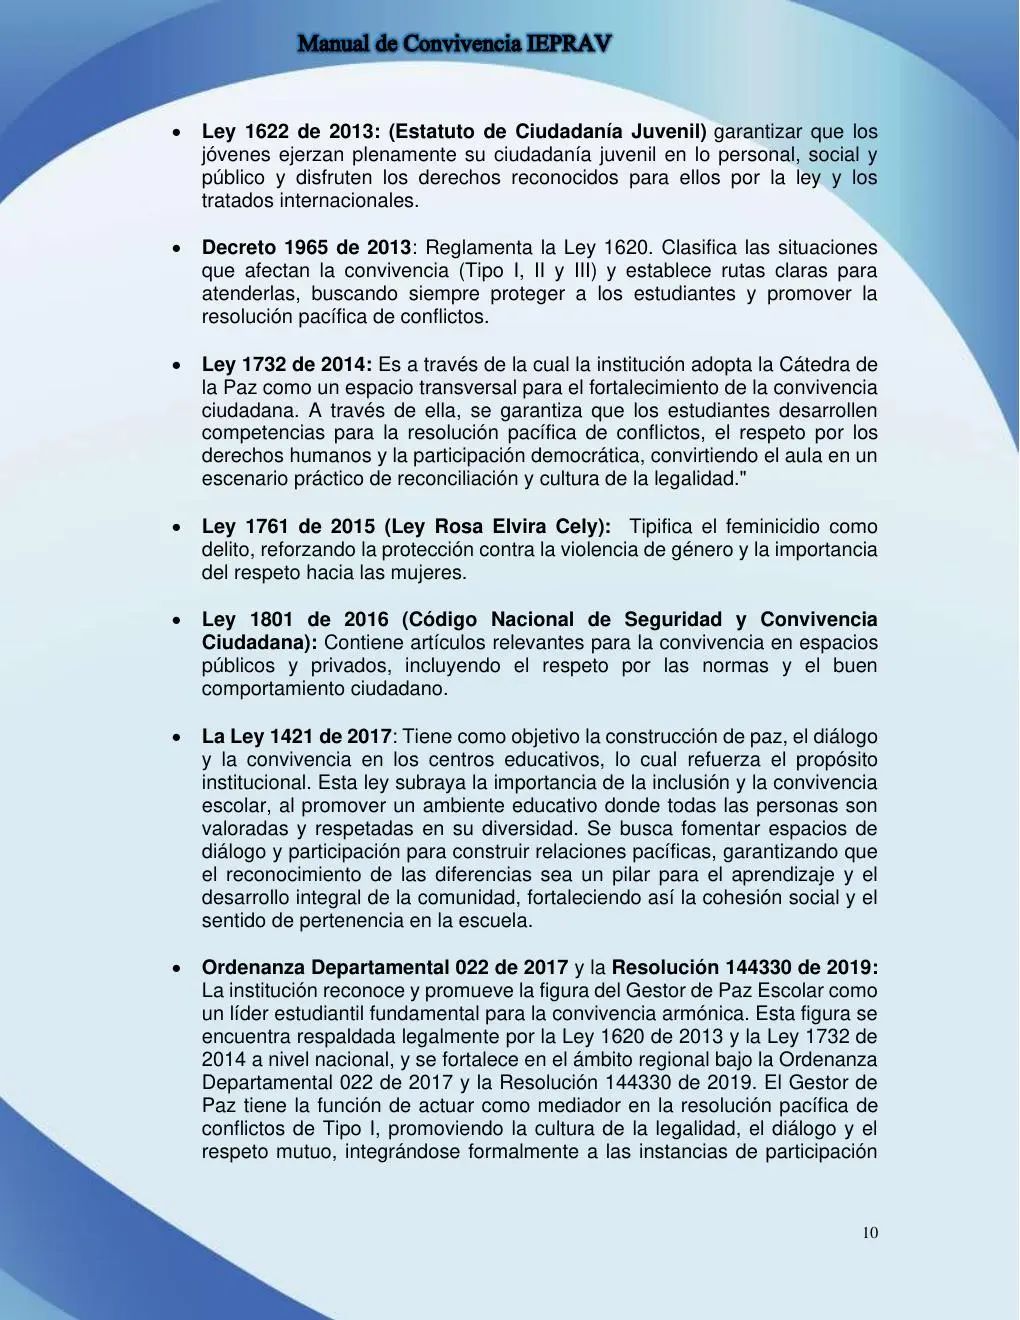 Manual de Convivencia IEPRAV
• Ley 1622 de 2013: (Estatuto de Ciudadanía Juvenil) garantizar que los
jóvenes ejerzan plenamente su ciudadanía juvenil en lo personal, social y
público y disfruten los derechos reconocidos para ellos por la ley y los
tratados internacionales.
• Decreto 1965 de 2013: Reglamenta la Ley 1620. Clasifica las situaciones
que afectan la convivencia (Tipo I, II y III) y establece rutas claras para
atenderlas, buscando siempre proteger a los estudiantes y promover la
resolución pacífica de conflictos.
• Ley 1732 de 2014: Es a través de la cual la institución adopta la Cátedra de
la Paz como un espacio transversal para el fortalecimiento de la convivencia
ciudadana. A través de ella, se garantiza que los estudiantes desarrollen
competencias para la resolución pacífica de conflictos, el respeto por los
derechos humanos y la participación democrática, convirtiendo el aula en un
escenario práctico de reconciliación y cultura de la legalidad."
• Ley 1761 de 2015 (Ley Rosa Elvira Cely): Tipifica el feminicidio como
delito, reforzando la protección contra la violencia de género y la importancia
del respeto hacia las mujeres.
• Ley 1801 de 2016 (Código Nacional de Seguridad y Convivencia
Ciudadana): Contiene artículos relevantes para la convivencia en espacios
públicos y privados, incluyendo el respeto por las normas y el buen
comportamiento ciudadano.
• La Ley 1421 de 2017: Tiene como objetivo la construcción de paz, el diálogo
y la convivencia en los centros educativos, lo cual refuerza el propósito
institucional. Esta ley subraya la importancia de la inclusión y la convivencia
escolar, al promover un ambiente educativo donde todas las personas son
valoradas y respetadas en su diversidad. Se busca fomentar espacios de
diálogo y participación para construir relaciones pacíficas, garantizando que
el reconocimiento de las diferencias sea un pilar para el aprendizaje y el
desarrollo integral de la comunidad, fortaleciendo así la cohesión social y el
sentido de pertenencia en la escuela.
• Ordenanza Departamental 022 de 2017 y la Resolución 144330 de 2019:
La institución reconoce y promueve la figura del Gestor de Paz Escolar como
un líder estudiantil fundamental para la convivencia armónica. Esta figura se
encuentra respaldada legalmente por la Ley 1620 de 2013 y la Ley 1732 de
2014 a nivel nacional, y se fortalece en el ámbito regional bajo la Ordenanza
Departamental 022 de 2017 y la Resolución 144330 de 2019. El Gestor de
Paz tiene la función de actuar como mediador en la resolución pacífica de
conflictos de Tipo I, promoviendo la cultura de la legalidad, el diálogo y el
respeto mutuo, integrándose formalmente a las instancias de participación
10